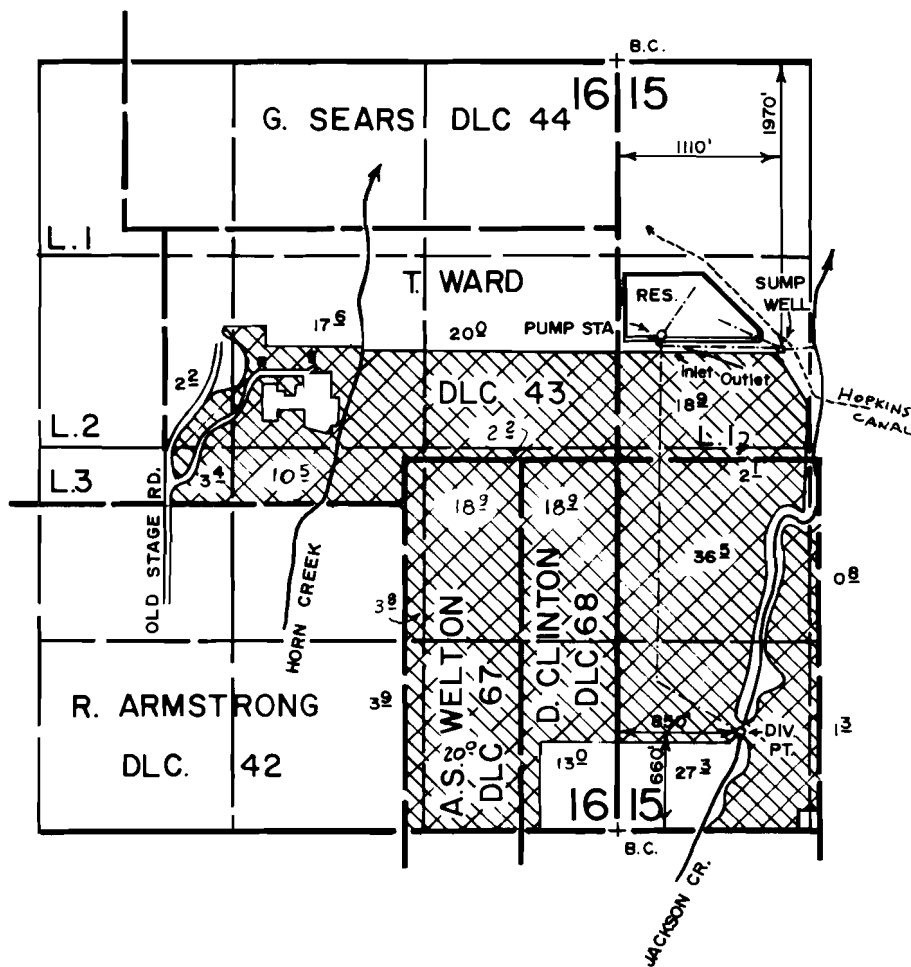 B.C.
16 15
G. SEARS DLC 44
1970'
1110'
L.1
T. WARD
RES.
SUMP
WELL
17 6
20 0
PUMP STA.
Inlet Outlet
2 2
DLC 43
18 9
HOPKINS
CANAL
L.2
2 2
L.1
L.3
3 4
10 5
2 1
18 9
18 9
36 5
OLD STAGE RD.
HORN CREEK
3 8
0 8
A.S. WELTON
DLC 67
D. CLINTON
DLC 68
R. ARMSTRONG
DLC. 42
3 9
850'
DIV.
PT.
1 3
20 0
13 0
660'
27 3
16 15
B.C.
JACKSON CR.